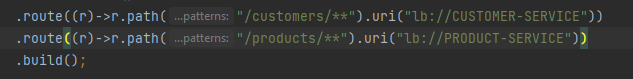 .route((r)->r.path( ...patterns: "/customers/**").uri("lb://CUSTOMER-SERVICE"))
.route((r)->r.path( ...patterns: "/products/**").uri("lb://PRODUCT-SERVICE"))
.build();